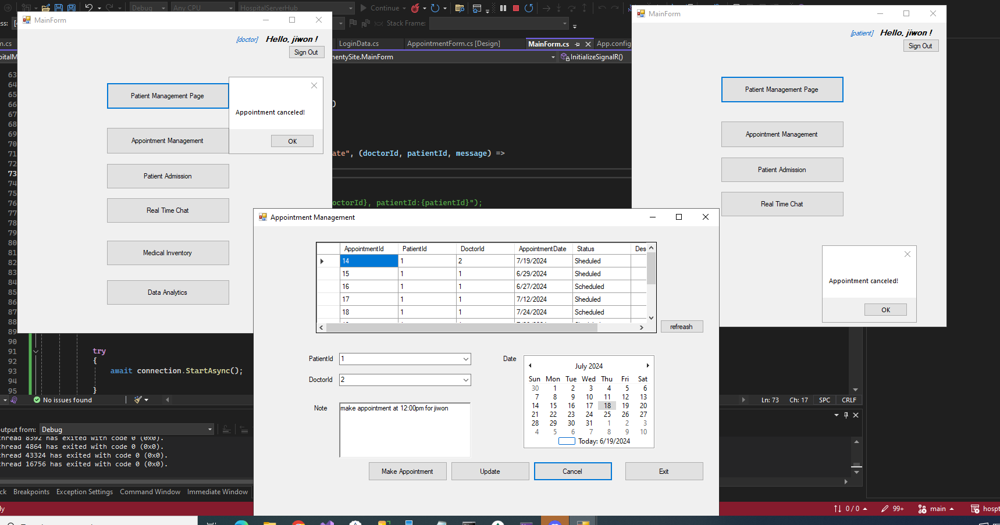 Debug
Any CPU
HospitalServerHub
Continue
MainForm
MainForm
ess:
Stack Frame:
[doctor] Hello, jiwon !
Sign Out
[patient] Hello, jiwon !
Sign Out
m.cs
LoginData.cs
AppointmentForm.cs [Design]
MainForm.cs
App.config
pitalM
mentySite.MainForm
InitializeSignalR()
63
64
65
66
67
68
69
70
71
72
73
74
75
76
77
78
79
80
81
82
83
84
85
86
87
88
89
90
91
92
93
94
95
)
ate", (doctorId, patientId, message) =>
octorId}, patientId:{patientId}");
try
{
await connection.StartAsync();
}
Patient Management Page
Appointment Management
Patient Admission
Real Time Chat
Medical Inventory
Data Analytics
Appointment canceled!
OK
Patient Management Page
Appointment Management
Patient Admission
Real Time Chat
Appointment canceled!
OK
Appointment Management
AppointmentId PatientId DoctorId AppointmentDate Status Des
14 1 2 7/19/2024 Sheduled
15 1 1 6/29/2024 Sheduled
16 1 1 6/27/2024 Scheduled
17 1 1 7/12/2024 Sheduled
18 1 1 7/24/2024 Scheduled
refreash
PatientId 1
DoctorId 2
Note
make appointment at 12:00pm for jiwon
Date
July 2024
Sun Mon Tue Wed Thu Fri Sat
30 1 2 3 4 5 6
7 8 9 10 11 12 13
14 15 16 17 18 19 20
21 22 23 24 25 26 27
28 29 30 31 1 2 3
4 5 6 7 8 9 10
Today: 6/19/2024
Make Appointment
Update
Cancel
Exit
No issues found
Ln: 73 Ch: 17 SPC CRLF
utput from: Debug
thread 8392 has exited with code 0 (0x0).
thread 4864 has exited with code 0 (0x0).
thread 43324 has exited with code 0 (0x0).
thread 16756 has exited with code 0 (0x0).
ck Breakpoints Exception Settings Command Window Immediate Window
ly
0 / 0 99+ main hospt